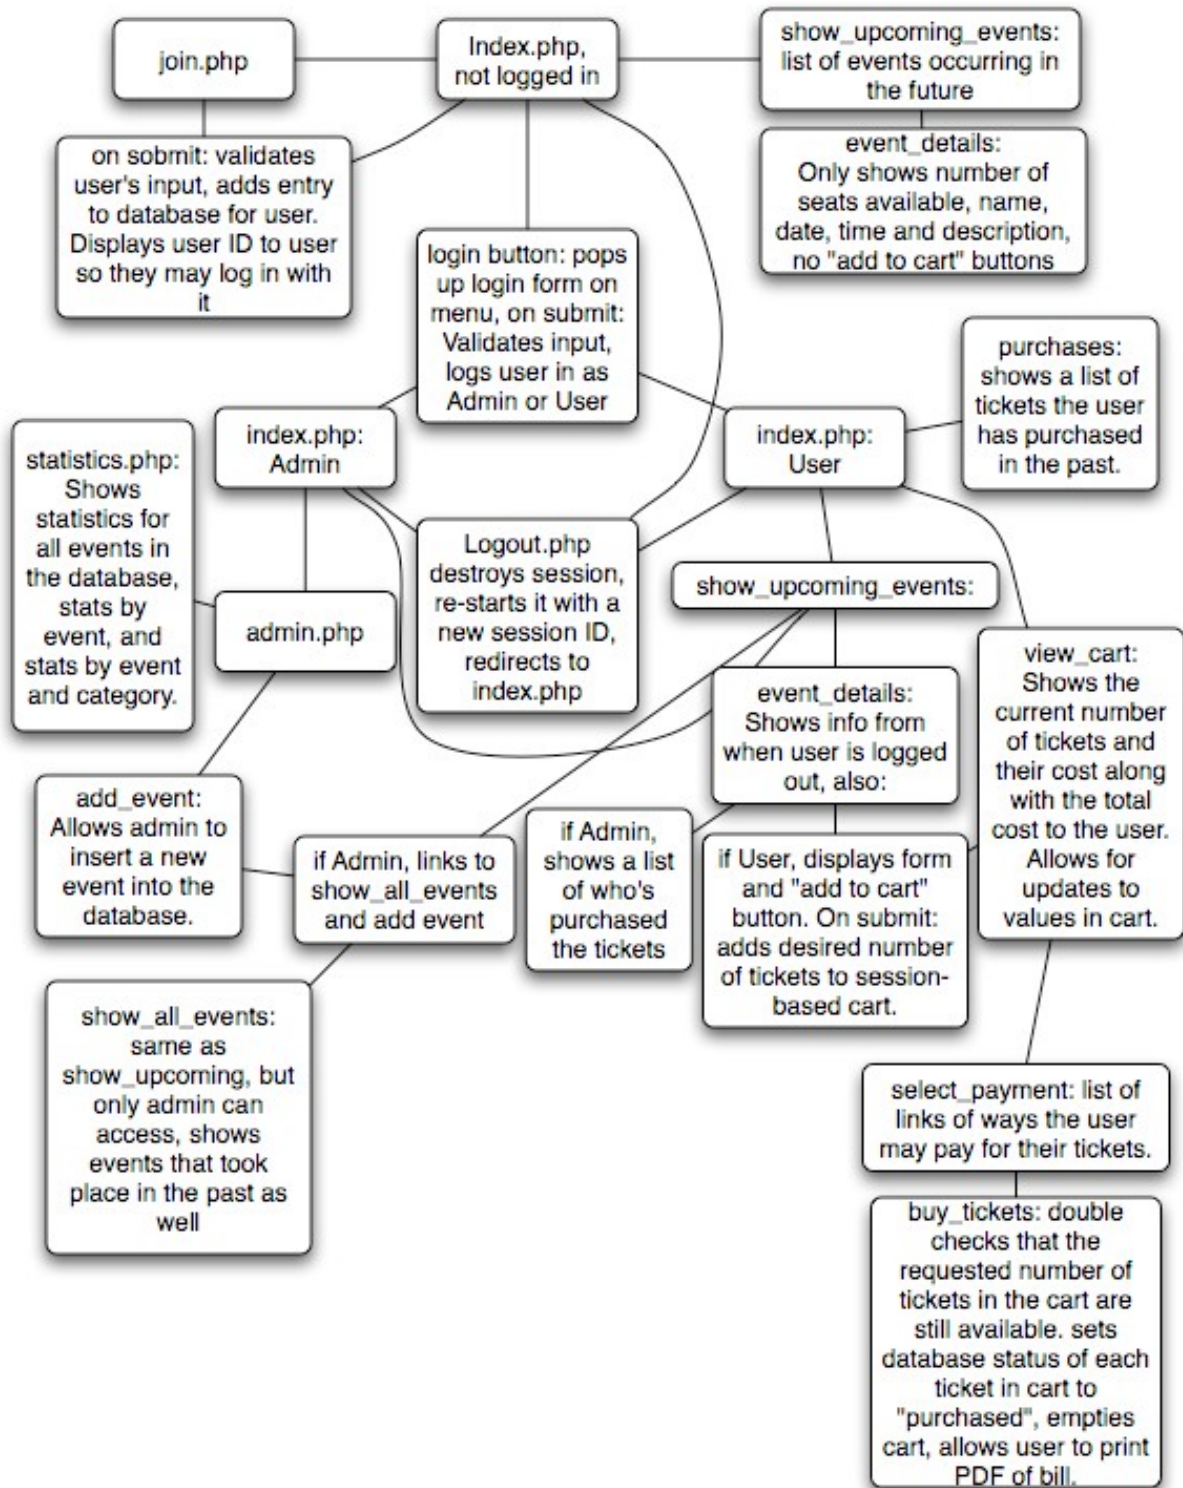 join.php
Index.php,
not logged in
show_upcoming_events:
list of events occurring in
the future
on sobmit: validates
user's input, adds entry
to database for user.
Displays user ID to user
so they may log in with
it
event_details:
Only shows number of
seats available, name,
date, time and description,
no "add to cart" buttons
login button: pops
up login form on
menu, on submit:
Validates input,
logs user in as
Admin or User
purchases:
shows a list of
tickets the user
has purchased
in the past.
index.php:
Admin
index.php:
User
statistics.php:
Shows
statistics for
all events in
the database,
stats by
event, and
stats by event
and category.
Logout.php
destroys session,
re-starts it with a
new session ID,
redirects to
index.php
show_upcoming_events:
admin.php
view_cart:
Shows the
current number
of tickets and
their cost along
with the total
cost to the user.
Allows for
updates to
values in cart.
event_details:
Shows info from
when user is logged
out, also:
add_event:
Allows admin to
insert a new
event into the
database.
if Admin, links to
show_all_events
and add event
if Admin,
shows a list
of who's
purchased
the tickets
if User, displays form
and "add to cart"
button. On submit:
adds desired number
of tickets to session-
based cart.
show_all_events:
same as
show_upcoming, but
only admin can
access, shows
events that took
place in the past as
well
select_payment: list of
links of ways the user
may pay for their tickets.
buy_tickets: double
checks that the
requested number of
tickets in the cart are
still available. sets
database status of each
ticket in cart to
"purchased", empties
cart, allows user to print
PDF of bill.